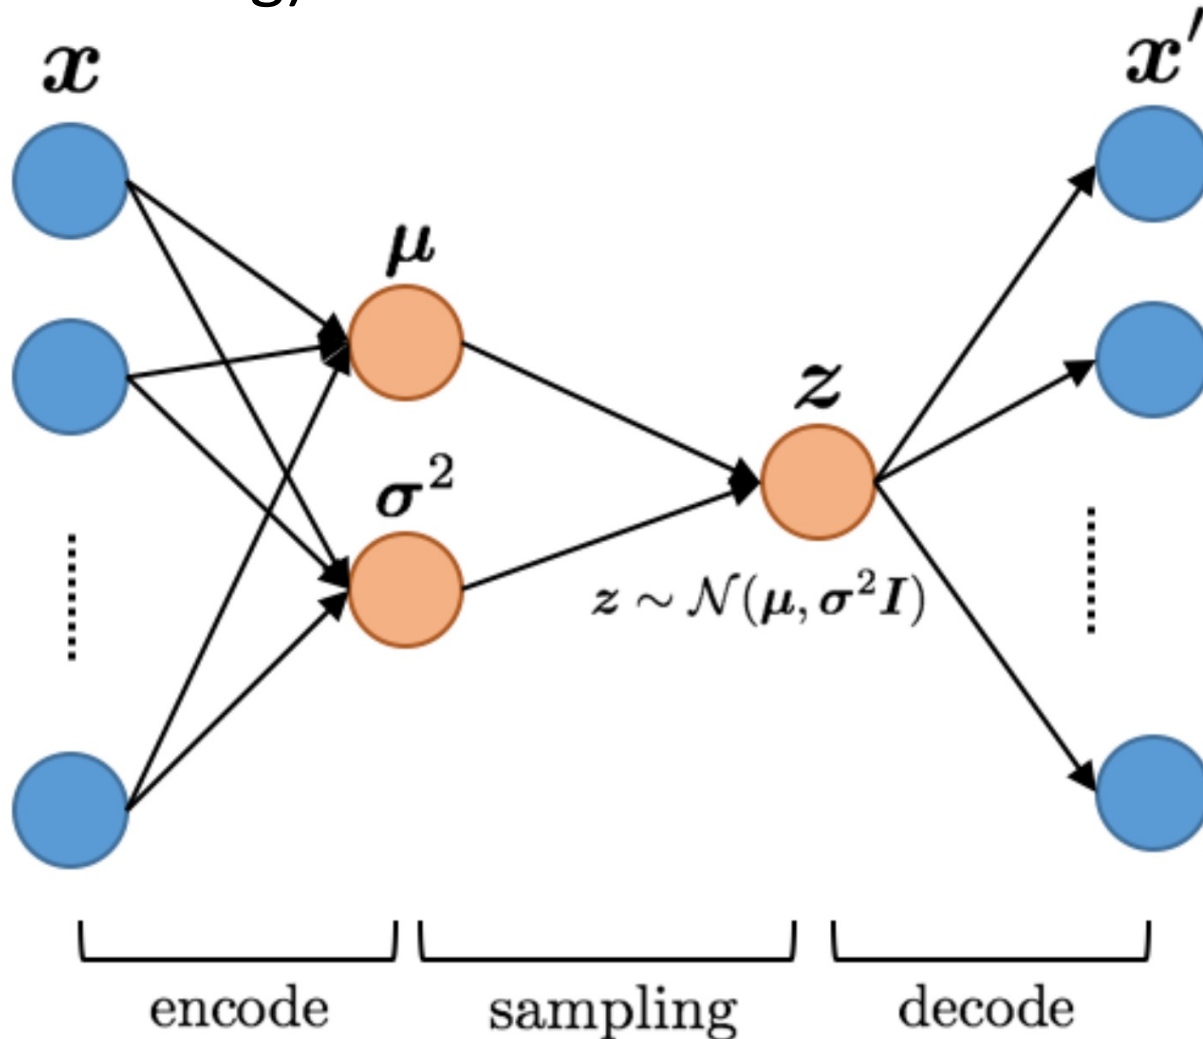 x
x′
μ
σ²
z
z ∼ 𝒩(μ, σ²I)
encode
sampling
decode